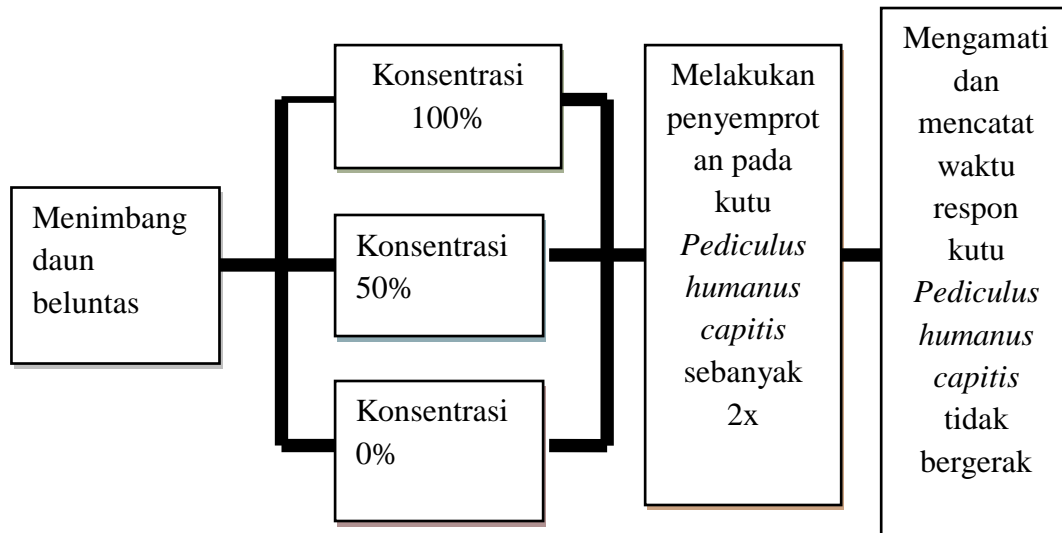 Menimbang
daun
beluntas
Konsentrasi
100%
Konsentrasi
50%
Konsentrasi
0%
Melakukan
penyemprot
an pada
kutu
Pediculus
humanus
capitis
sebanyak
2x
Mengamati
dan
mencatat
waktu
respon
kutu
Pediculus
humanus
capitis
tidak
bergerak